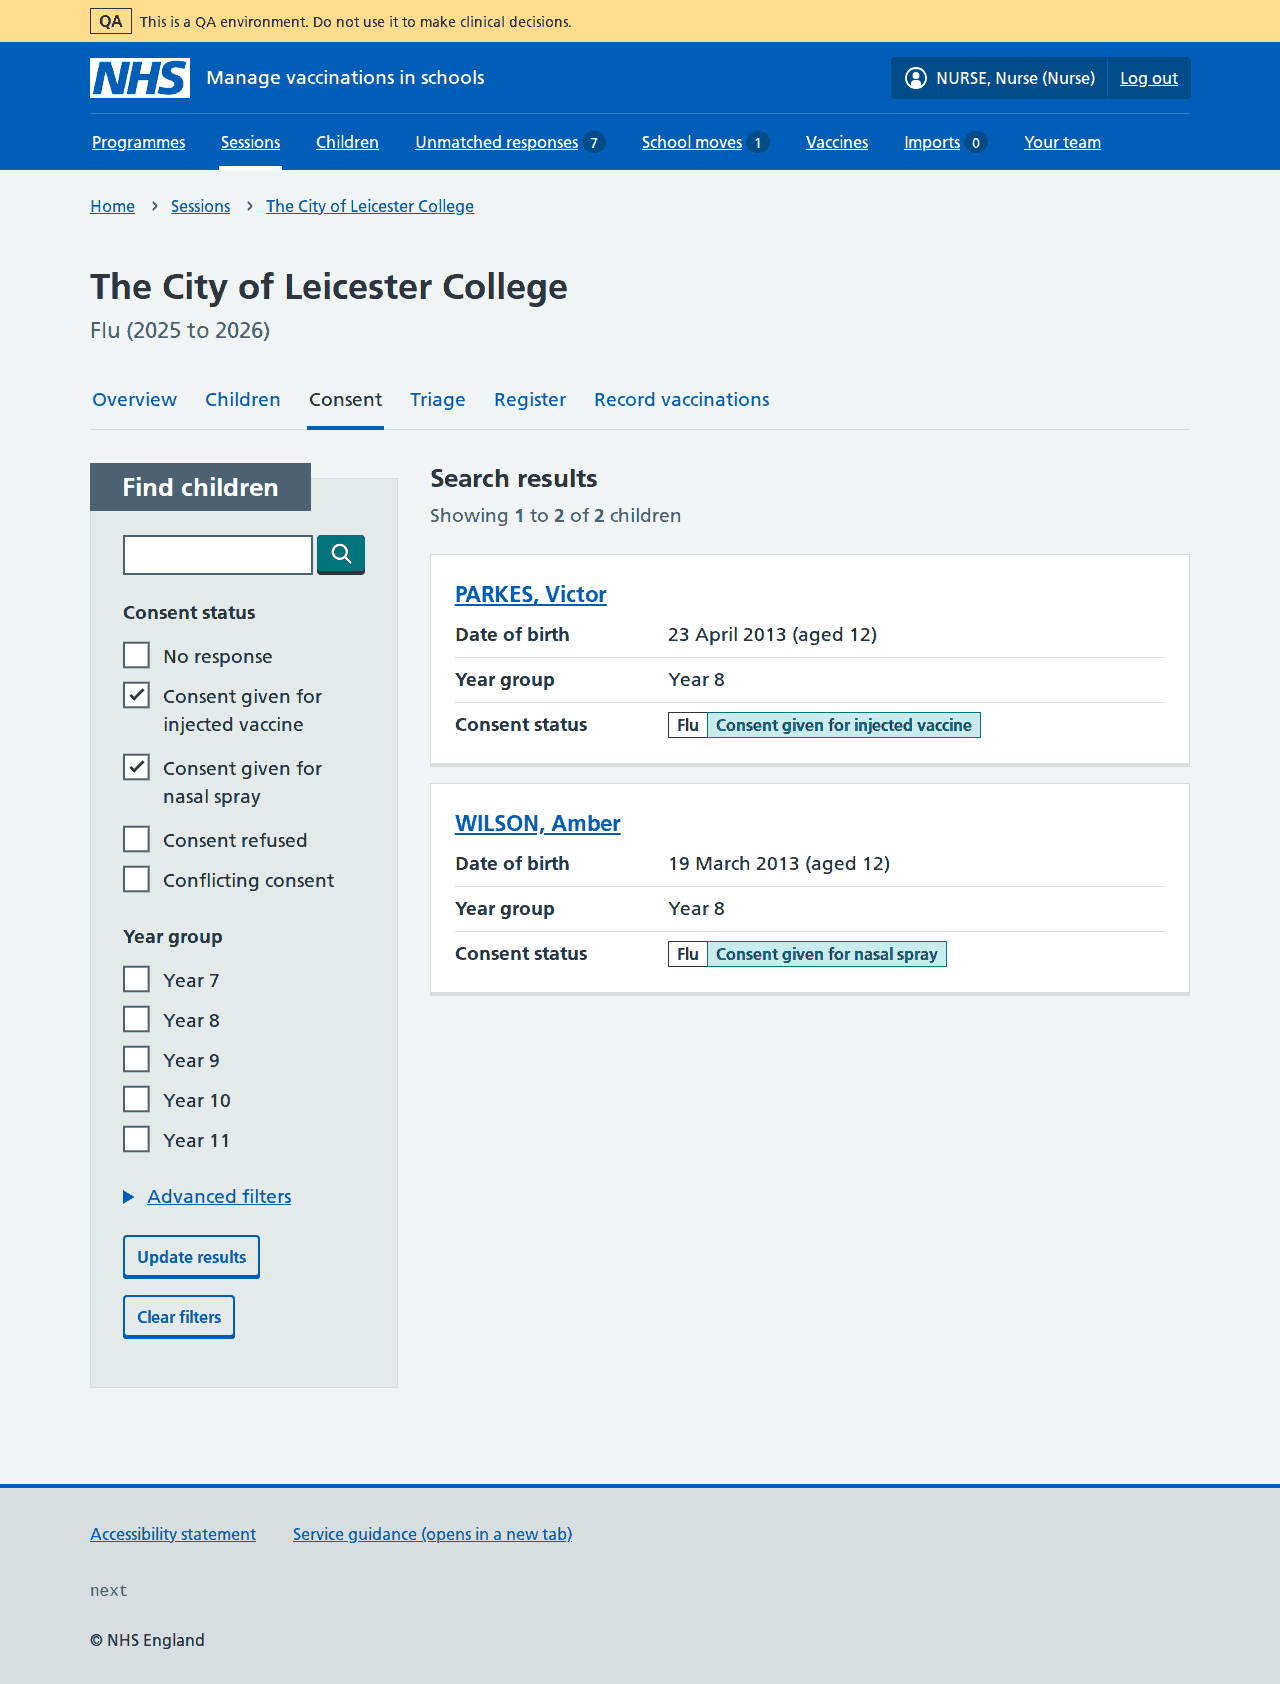 QA This is a QA environment. Do not use it to make clinical decisions.
NHS Manage vaccinations in schools NURSE, Nurse (Nurse) Log out
Programmes Sessions Children Unmatched responses 7 School moves 1 Vaccines Imports 0 Your team
Home Sessions The City of Leicester College
The City of Leicester College
Flu (2025 to 2026)
Overview Children Consent Triage Register Record vaccinations
Find children
Consent status
No response
Consent given for
injected vaccine
Consent given for
nasal spray
Consent refused
Conflicting consent
Year group
Year 7
Year 8
Year 9
Year 10
Year 11
Advanced filters
Update results
Clear filters
Search results
Showing 1 to 2 of 2 children
PARKES, Victor
Date of birth 23 April 2013 (aged 12)
Year group Year 8
Consent status Flu Consent given for injected vaccine
WILSON, Amber
Date of birth 19 March 2013 (aged 12)
Year group Year 8
Consent status Flu Consent given for nasal spray
Accessibility statement Service guidance (opens in a new tab)
next
© NHS England